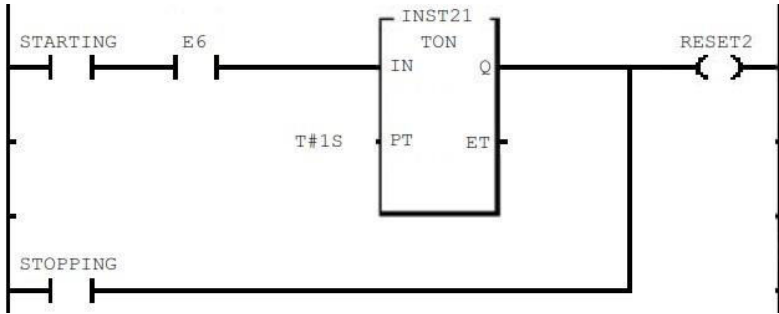 INST21
STARTING E6 TON RESET2
IN Q
T#1S PT ET
STOPPING